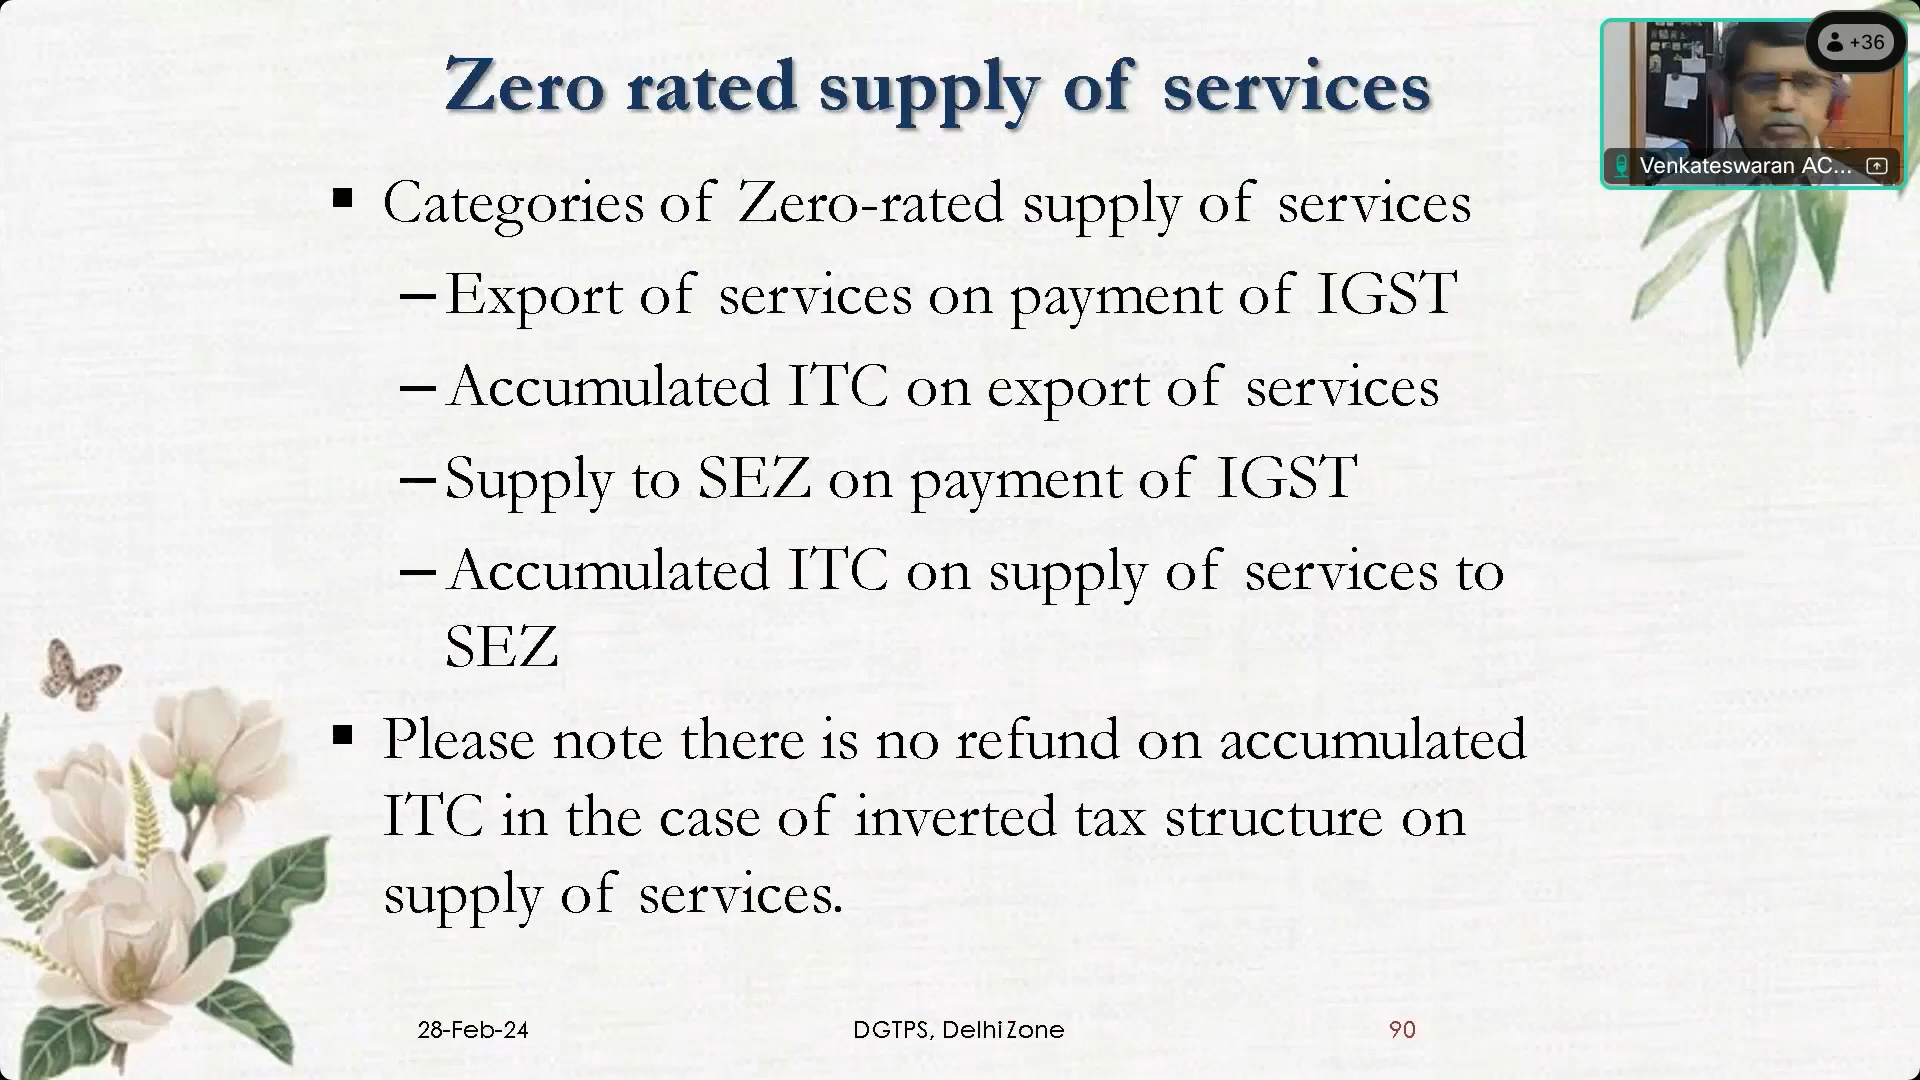 Zero rated supply of services
+36
Venkateswaran AC...
▪ Categories of Zero-rated supply of services
– Export of services on payment of IGST
– Accumulated ITC on export of services
– Supply to SEZ on payment of IGST
– Accumulated ITC on supply of services to
SEZ
▪ Please note there is no refund on accumulated
ITC in the case of inverted tax structure on
supply of services.
28-Feb-24
DGTPS, Delhi Zone
90